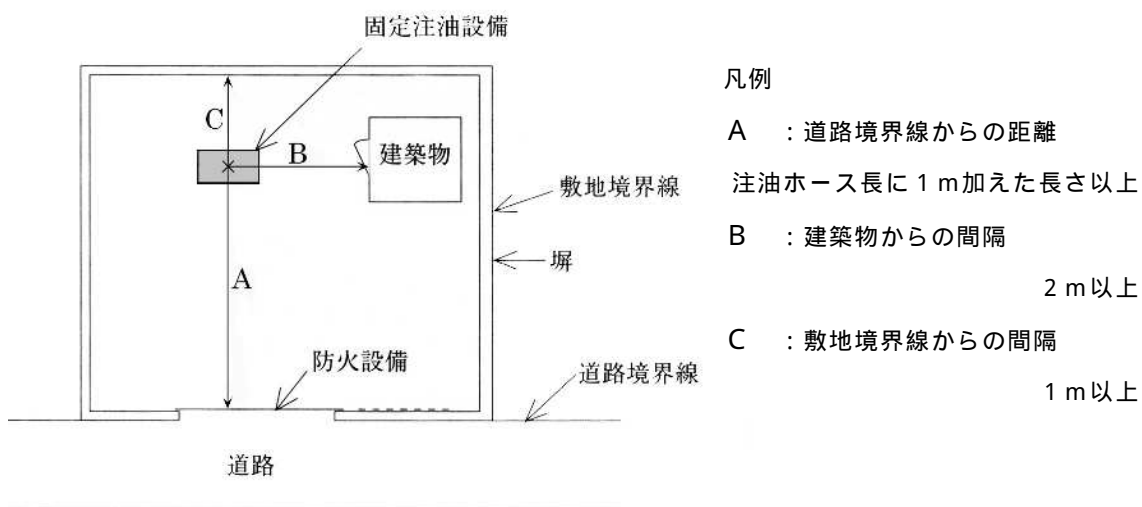 固定注油設備
C
B
建築物
敷地境界線
塀
A
防火設備
道路境界線
道路
凡例
A ：道路境界線からの距離
注油ホース長に１ｍ加えた長さ以上
B ：建築物からの間隔
２ｍ以上
C ：敷地境界線からの間隔
１ｍ以上